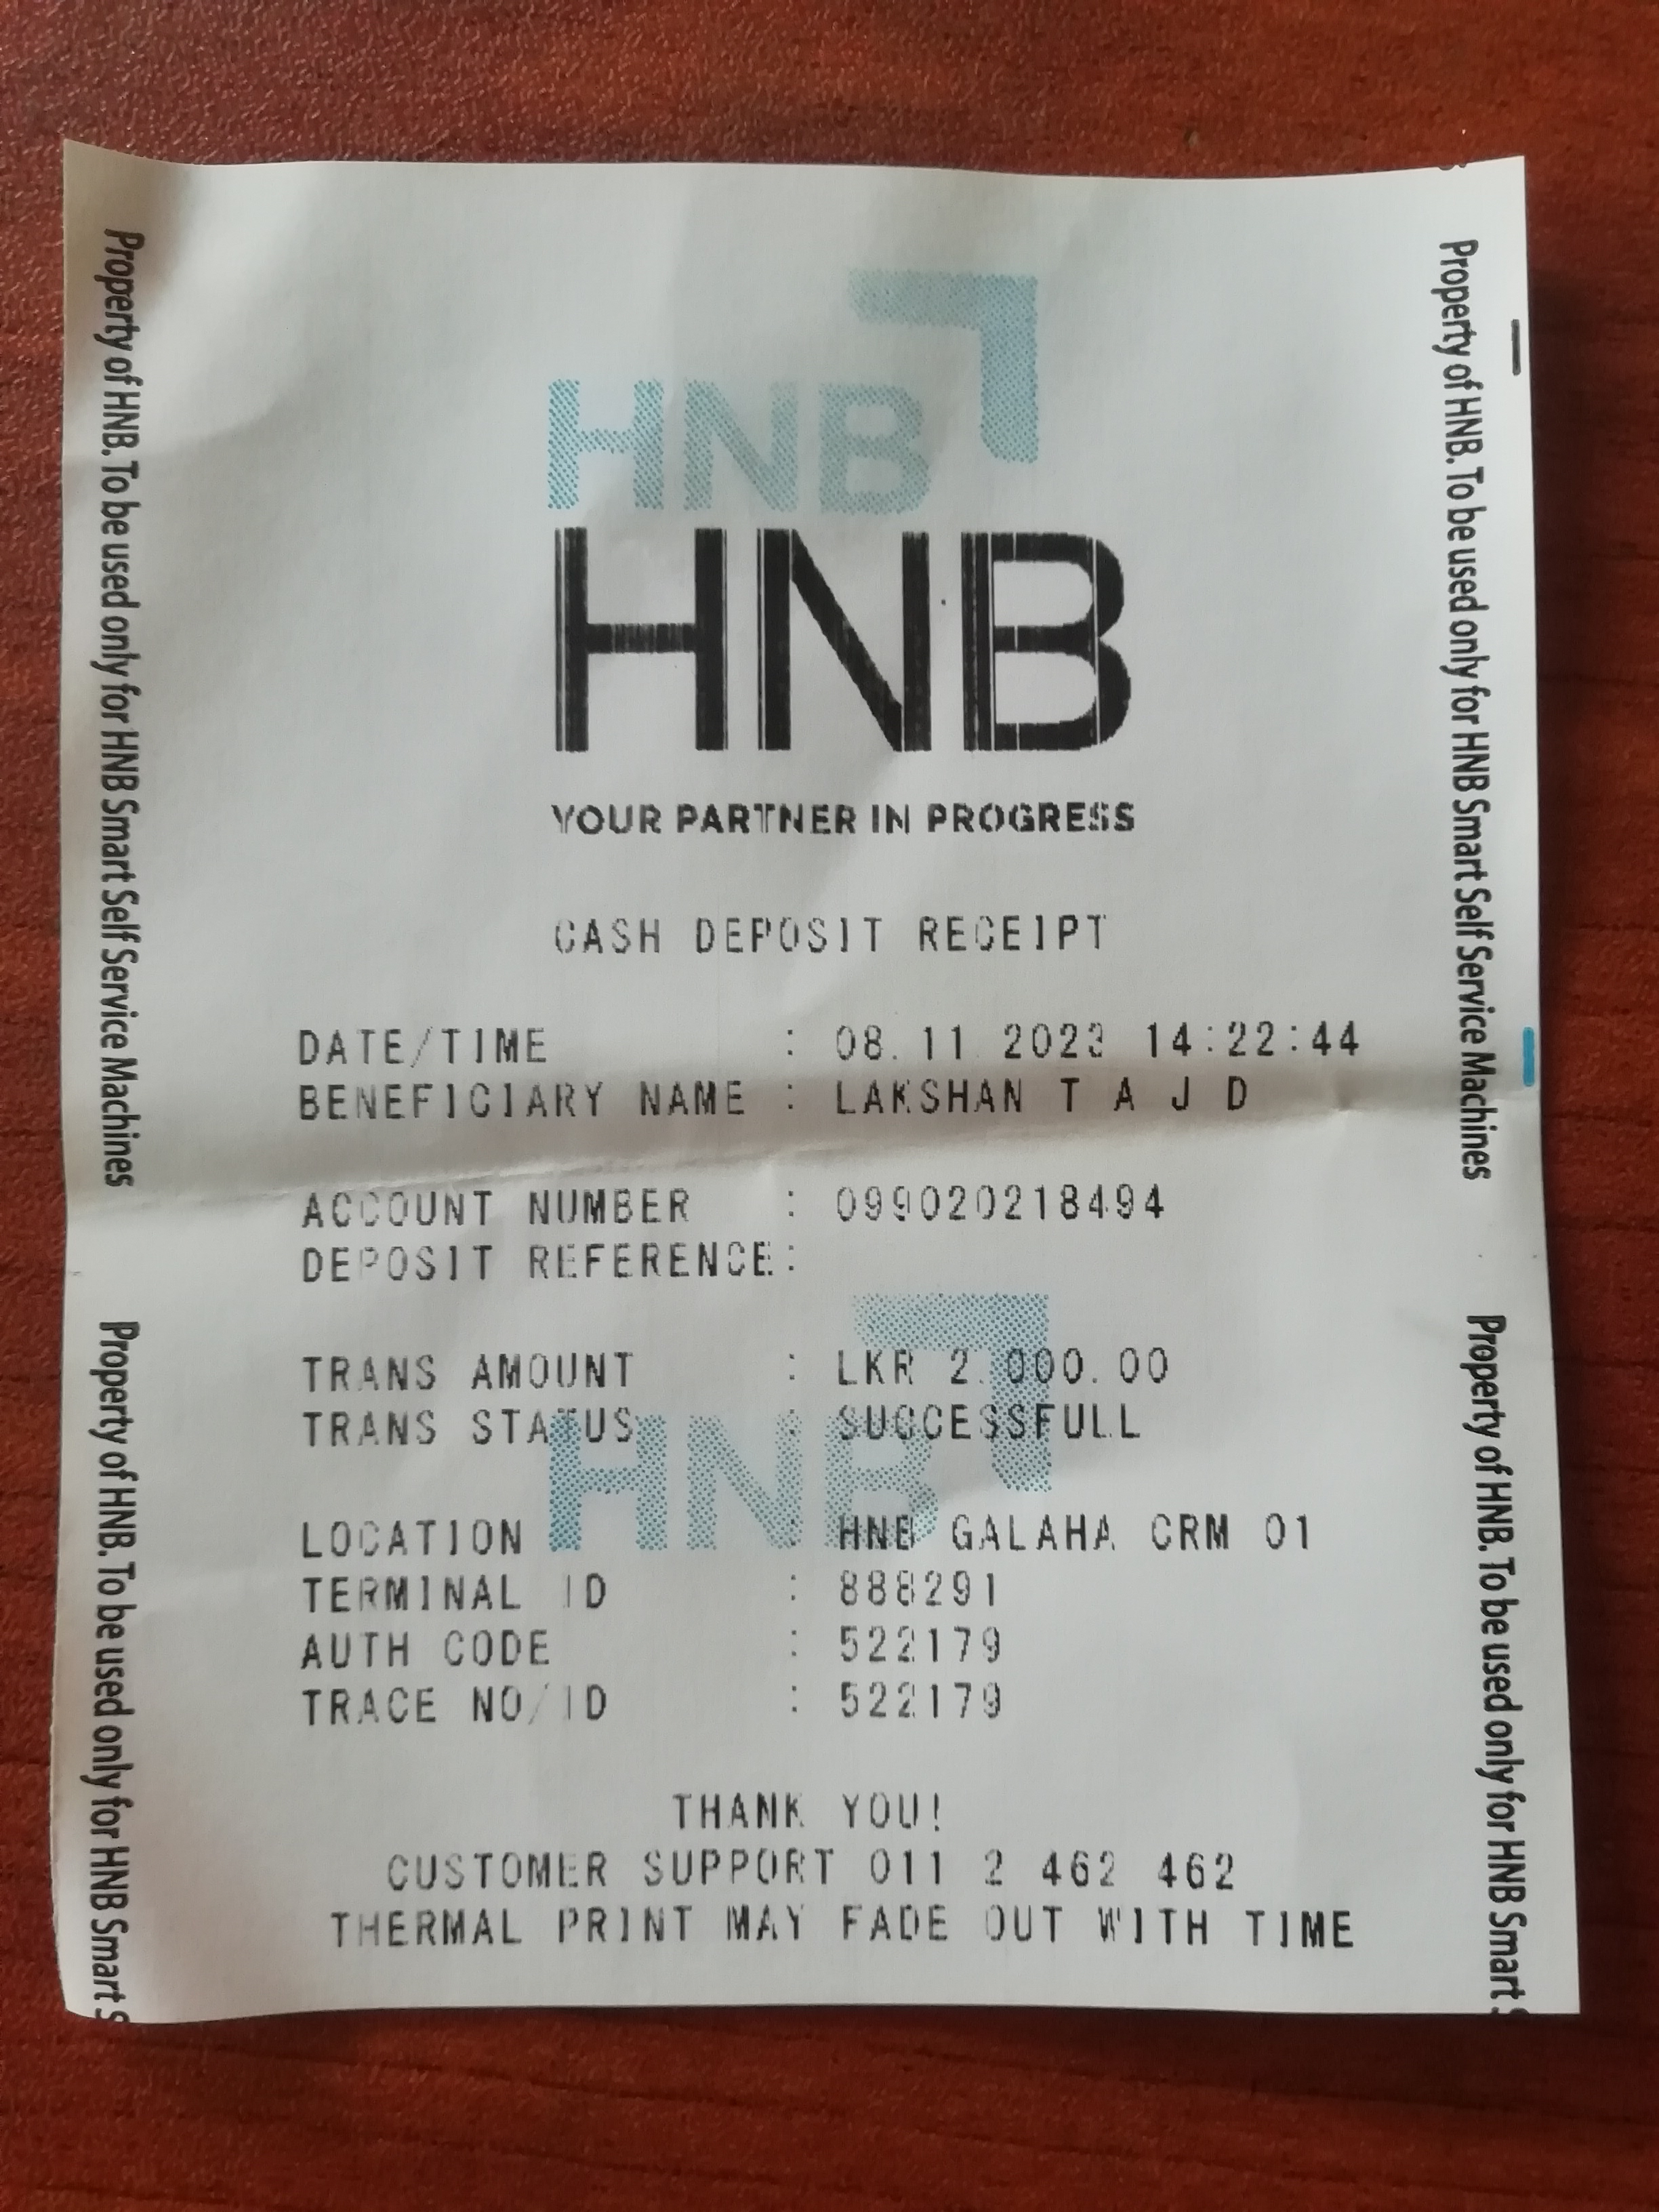 HNB
HNB
YOUR PARTNER IN PROGRESS
CASH DEPOSIT RECEIPT
DATE/TIME : 08.11.2023 14:22:44
BENEFICIARY NAME : LAKSHAN T A J D
ACCOUNT NUMBER : 099020218494
DEPOSIT REFERENCE:
TRANS AMOUNT : LKR 2,000.00
TRANS STATUS : SUCCESSFULL
HNB
LOCATION : HNB GALAHA CRM 01
TERMINAL ID : 888291
AUTH CODE : 522179
TRACE NO/ID : 522179
THANK YOU!
CUSTOMER SUPPORT 011 2 462 462
THERMAL PRINT MAY FADE OUT WITH TIME
Property of HNB. To be used only for HNB Smart Self Service Machines
Property of HNB. To be used only for HNB Smart S
Property of HNB. To be used only for HNB Smart Self Service Machines
Property of HNB. To be used only for HNB Smart S